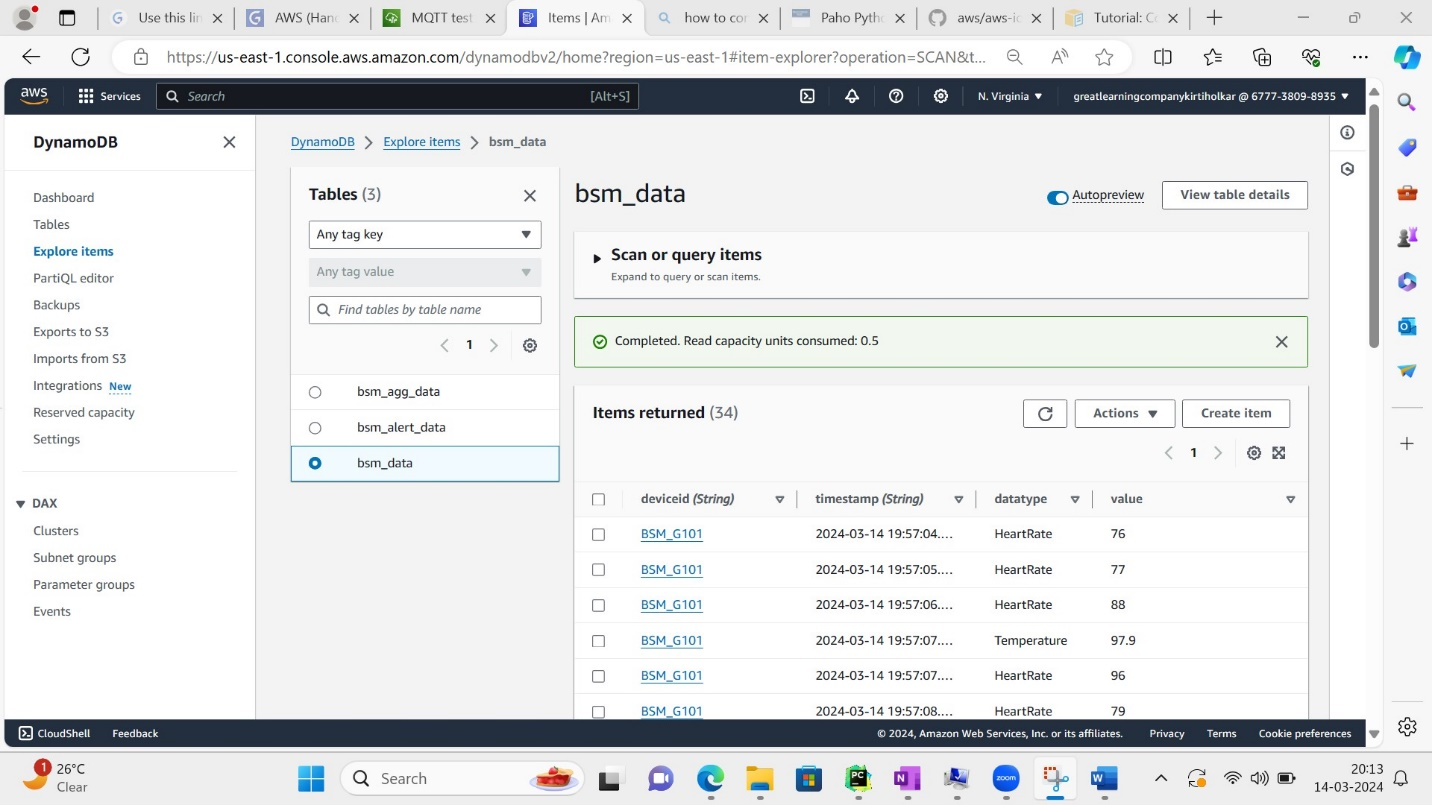 Use this lin
AWS (Han
MQTT test
Items | Am
how to cor
Paho Pyth
aws/aws-io
Tutorial: C
https://us-east-1.console.aws.amazon.com/dynamodbv2/home?region=us-east-1#item-explorer?operation=SCAN&t...
aws
Services
Search
[Alt+S]
N. Virginia
greatlearningcompanykirtiholkar @ 6777-3809-8935
DynamoDB
Dashboard
Tables
Explore items
PartiQL editor
Backups
Exports to S3
Imports from S3
Integrations New
Reserved capacity
Settings
DAX
Clusters
Subnet groups
Parameter groups
Events
DynamoDB > Explore items > bsm_data
Tables (3)
Any tag key
Any tag value
Find tables by table name
1
bsm_agg_data
bsm_alert_data
bsm_data
bsm_data
Autopreview
View table details
Scan or query items
Expand to query or scan items.
Completed. Read capacity units consumed: 0.5
Items returned (34)
Actions
Create item
1
deviceid (String) timestamp (String) datatype value
BSM_G101 2024-03-14 19:57:04.... HeartRate 76
BSM_G101 2024-03-14 19:57:05.... HeartRate 77
BSM_G101 2024-03-14 19:57:06.... HeartRate 88
BSM_G101 2024-03-14 19:57:07.... Temperature 97.9
BSM_G101 2024-03-14 19:57:07.... HeartRate 96
BSM_G101 2024-03-14 19:57:08.... HeartRate 79
CloudShell
Feedback
© 2024, Amazon Web Services, Inc. or its affiliates.
Privacy
Terms
Cookie preferences
1
26°C
Clear
Search
PC
N
zoom
W
20:13
14-03-2024